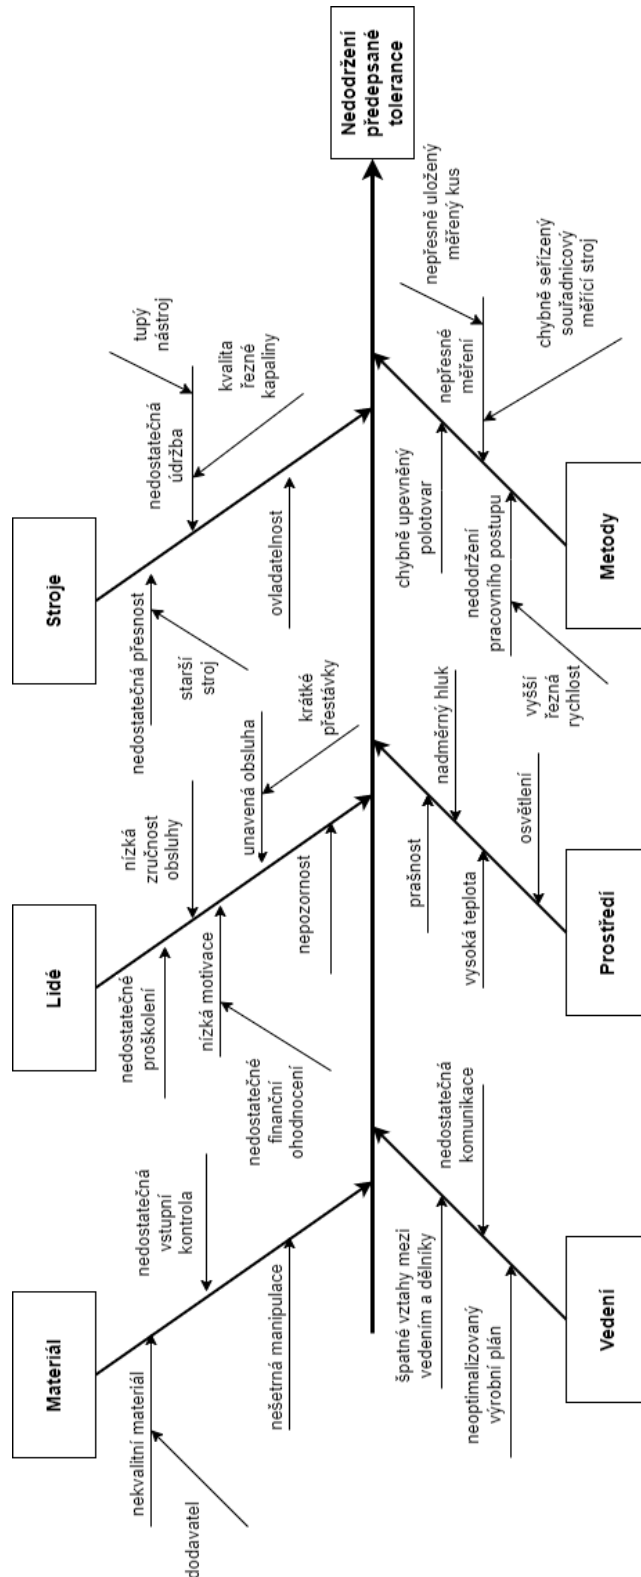 Materiál
nekvalitní materiál
dodavatel
nedostatečná
vstupní
kontrola
nešetrná manipulace
Lidé
nedostatečné
proškolení
nízká
zručnost
obsluhy
nízká motivace
nedostatečné
finanční
ohodnocení
unavená obsluha
krátké
přestávky
nepozornost
Stroje
nedostatečná přesnost
starší
stroj
nedostatečná
údržba
tupý
nástroj
kvalita
řezné
kapaliny
ovladatelnost
Nedodržení
předepsané
tolerance
Vedení
špatné vztahy mezi
vedením a dělníky
neoptimalizovaný
výrobní plán
nedostatečná
komunikace
Prostředí
prašnost
vysoká teplota
nadměrný hluk
osvětlení
Metody
chybně upevněný
polotovar
nedodržení
pracovního postupu
vyšší
řezná
rychlost
nepřesné
měření
nepřesně uložený
měřený kus
chybně seřízený
souřadnicový
měřící stroj